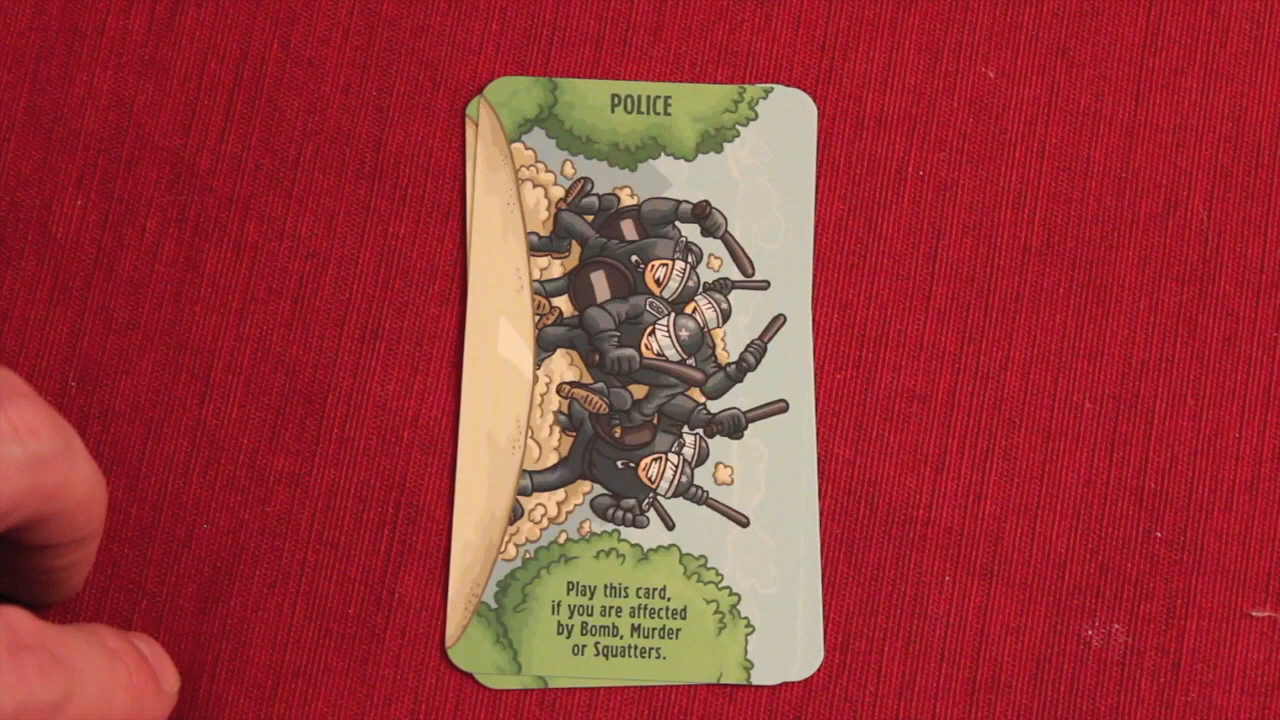 POLICE
Play this card,
if you are affected
by Bomb, Murder
or Squatters.